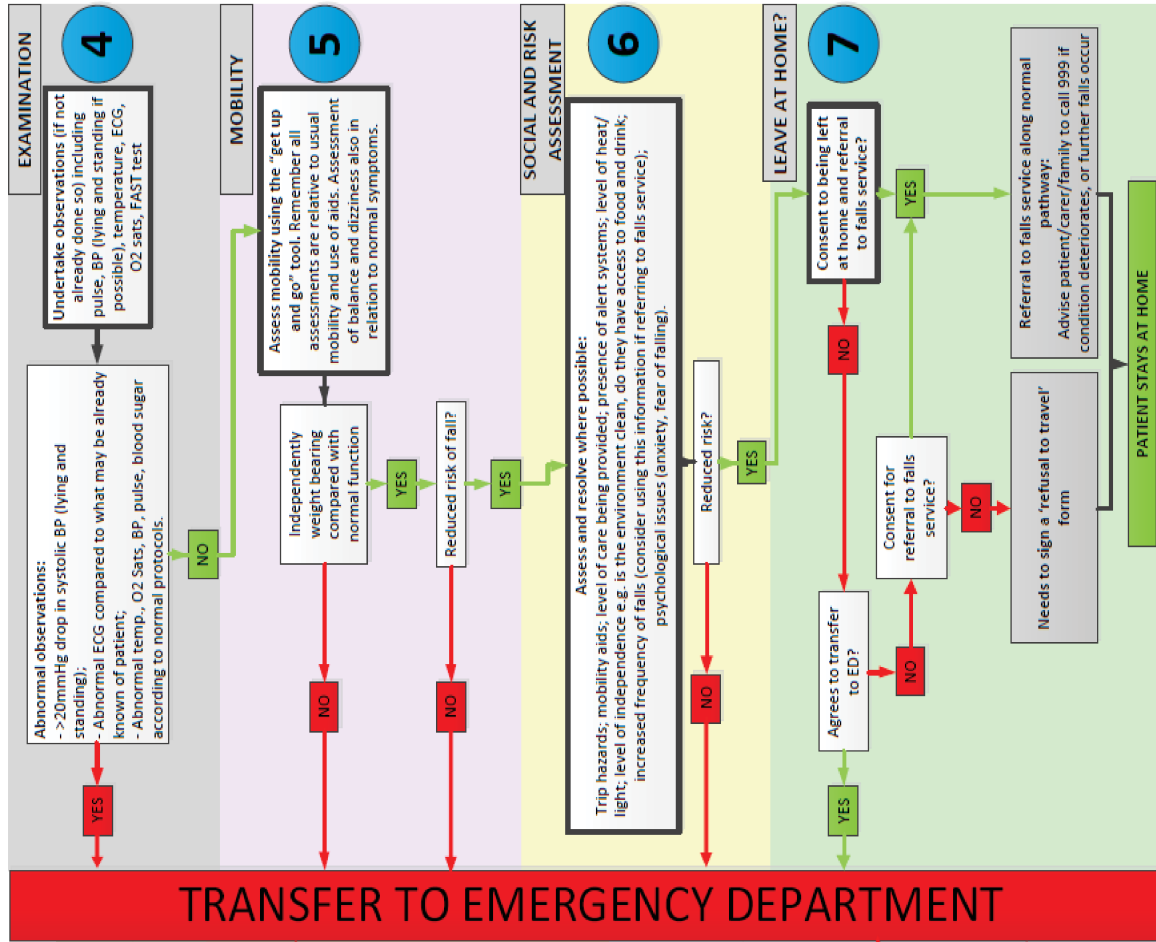 EXAMINATION
4
Undertake observations (if not
already done so) including
pulse, BP (lying and standing if
possible), temperature, ECG,
O2 sats, FAST test
Abnormal observations:
- >20mmHg drop in systolic BP (lying and
standing);
- Abnormal ECG compared to what may be already
known of patient;
- Abnormal temp., O2 Sats, BP, pulse, blood sugar
according to normal protocols.
YES
NO
MOBILITY
5
Assess mobility using the “get up
and go” tool. Remember all
assessments are relative to usual
mobility and use of aids. Assessment
of balance and dizziness also in
relation to normal symptoms.
Independently
weight bearing
compared with
normal function
NO
YES
Reduced risk of fall?
NO
YES
SOCIAL AND RISK
ASSESSMENT
6
Assess and resolve where possible:
Trip hazards; mobility aids; level of care being provided; presence of alert systems; level of heat/
light; level of independence e.g. is the environment clean, do they have access to food and drink;
increased frequency of falls (consider using this information if referring to falls service);
psychological issues (anxiety, fear of falling).
Reduced risk?
NO
YES
LEAVE AT HOME?
7
Consent to being left
at home and referral
to falls service?
NO
YES
Agrees to transfer
to ED?
YES
NO
Consent for
referral to falls
service?
NO
Referral to falls service along normal
pathway:
Advise patient/carer/family to call 999 if
condition deteriorates, or further falls occur
Needs to sign a ‘refusal to travel’
form
PATIENT STAYS AT HOME
TRANSFER TO EMERGENCY DEPARTMENT